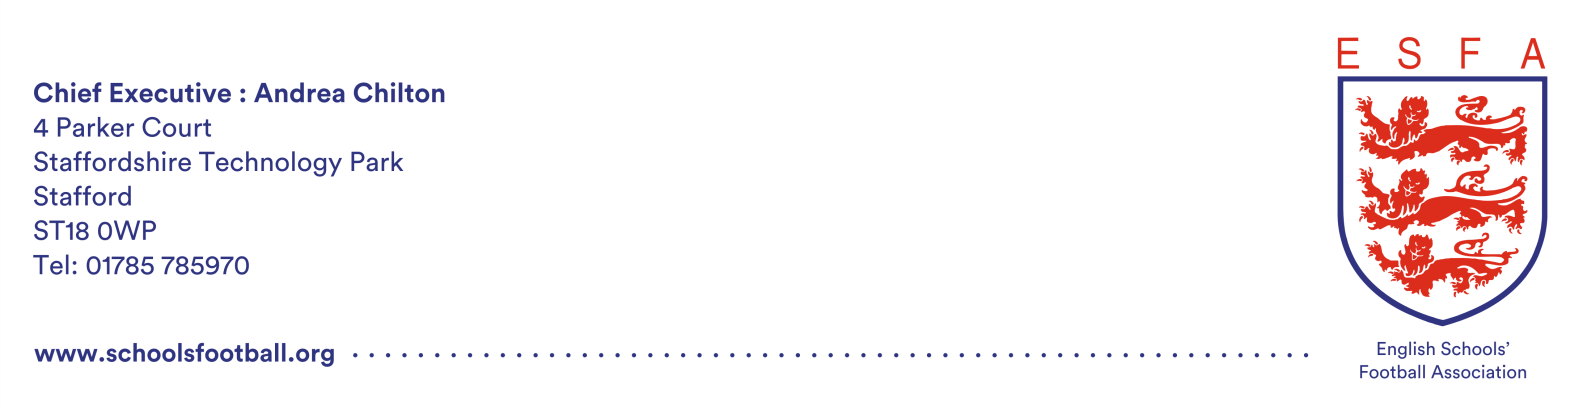 Chief Executive : Andrea Chilton
4 Parker Court
Staffordshire Technology Park
Stafford
ST18 0WP
Tel: 01785 785970
www.schoolsfootball.org
E S F A
English Schools’
Football Association